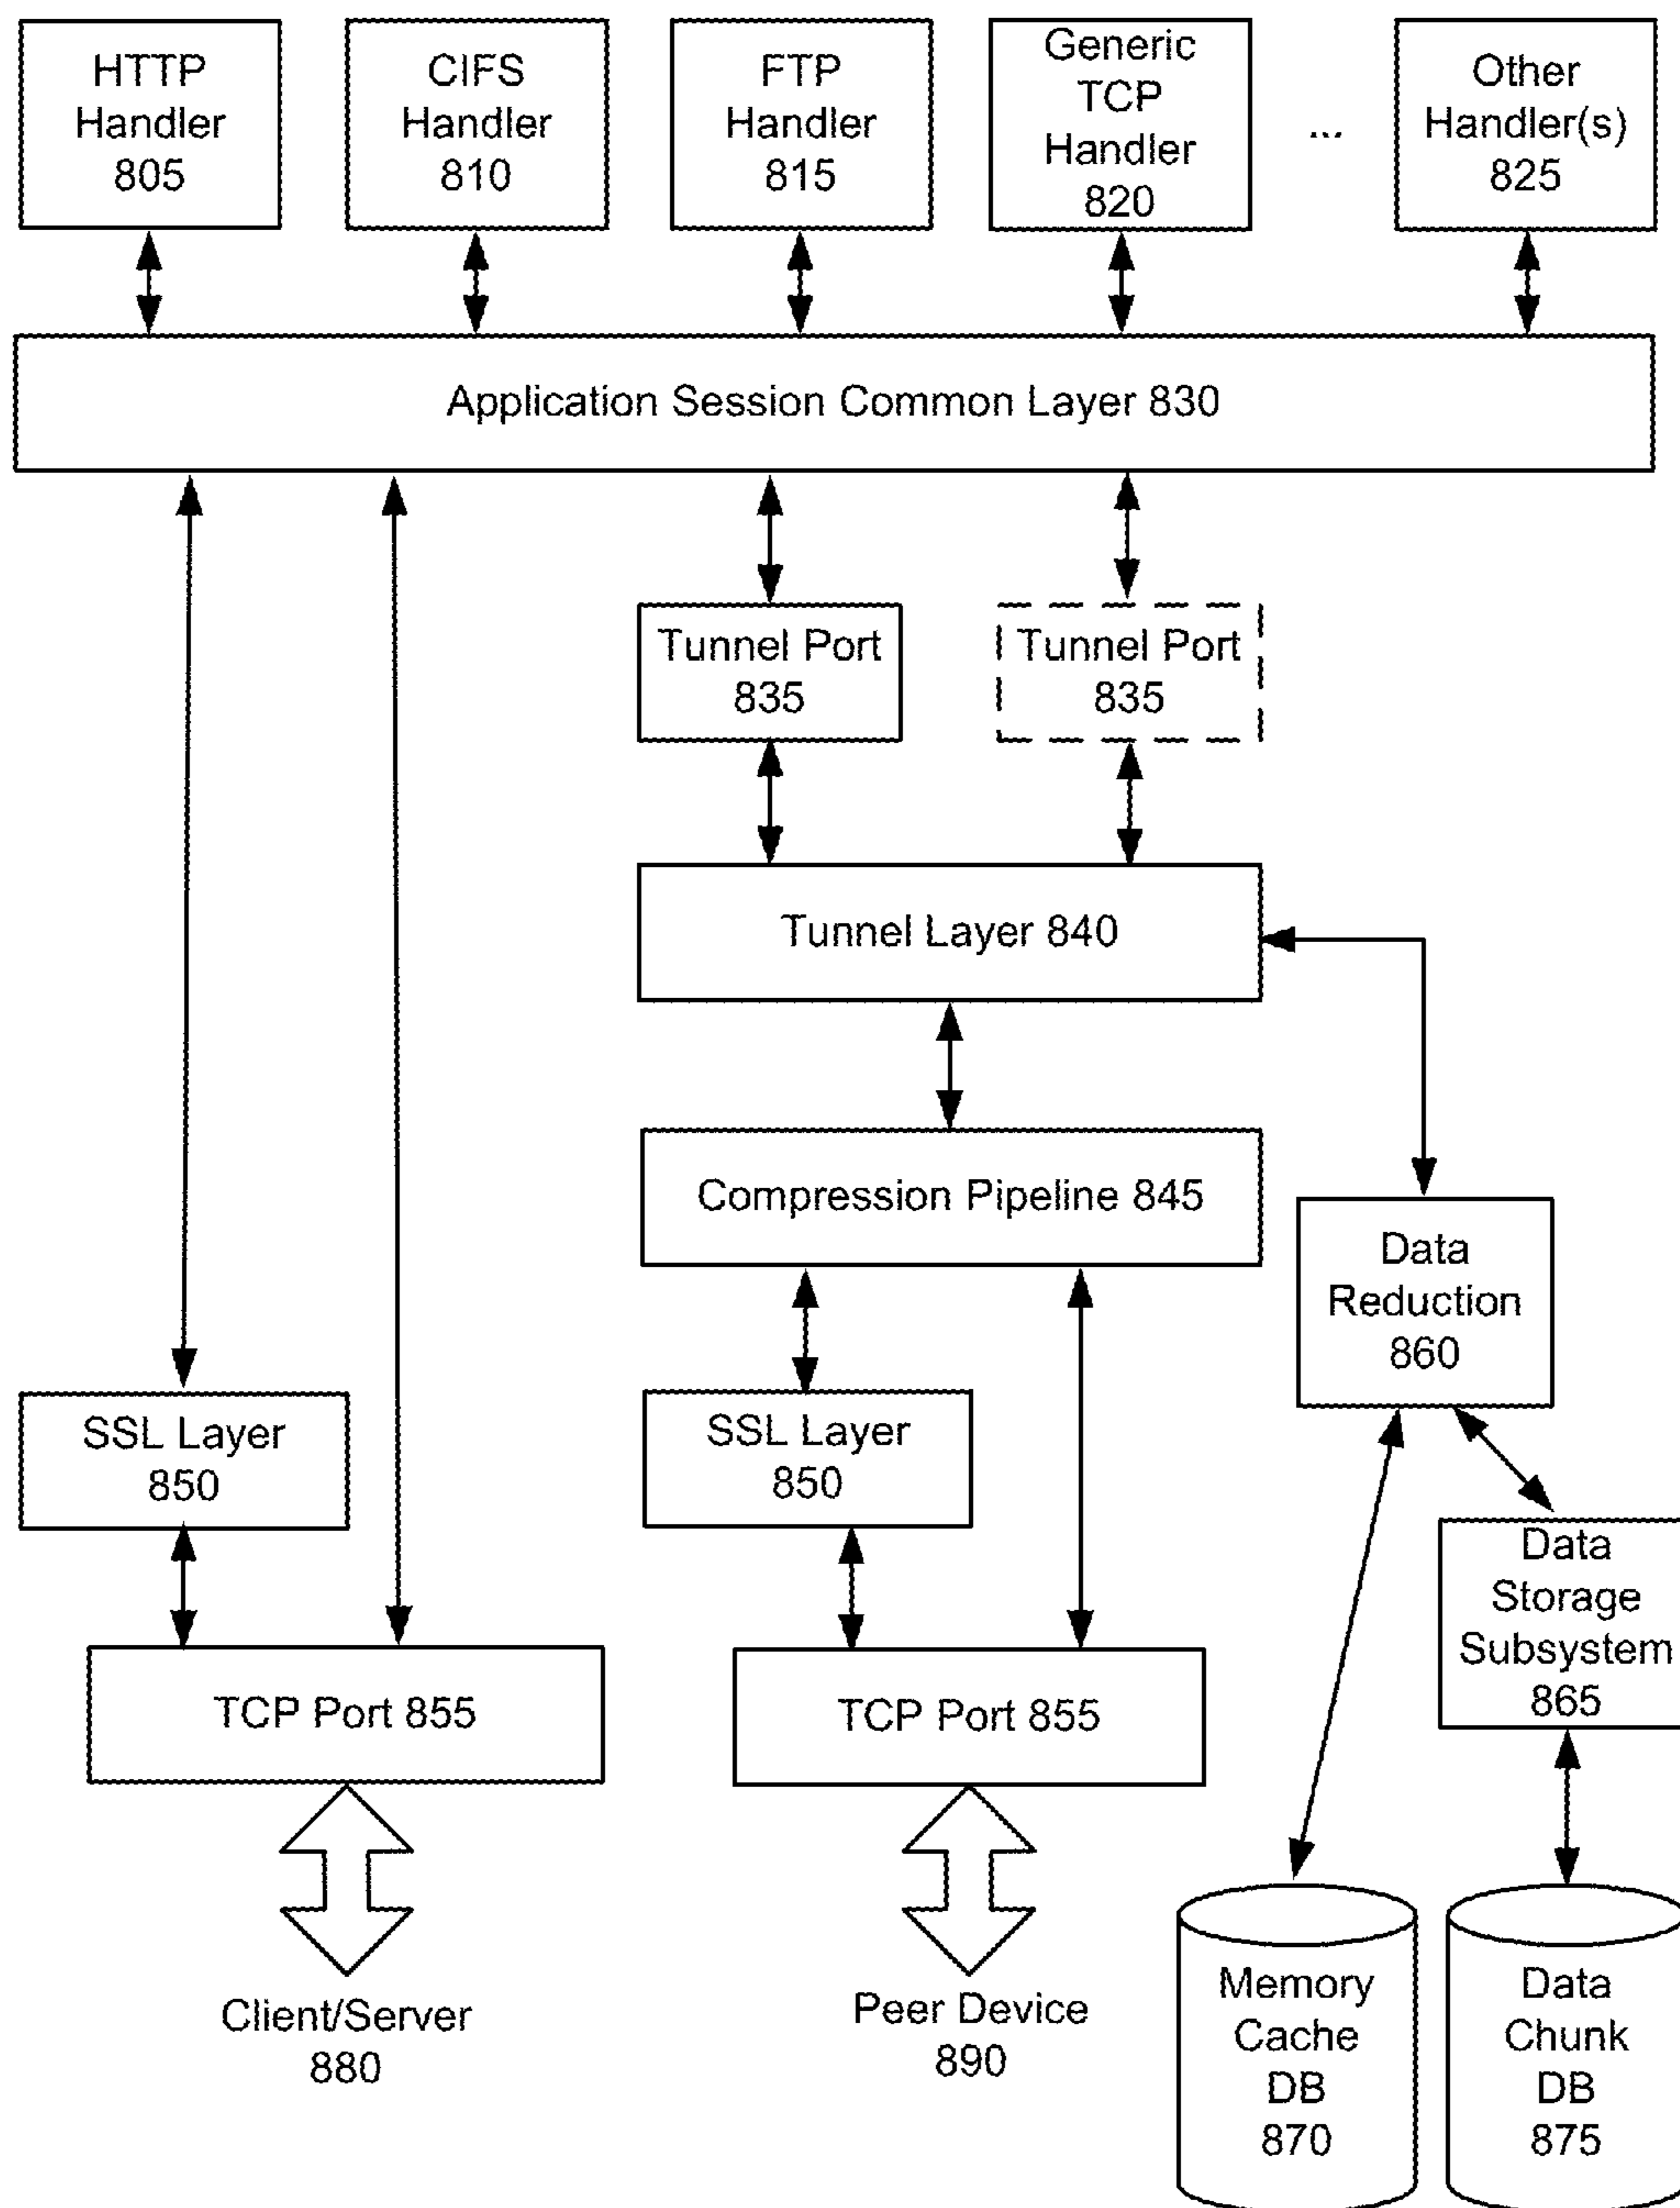 HTTP
Handler
805
CIFS
Handler
810
FTP
Handler
815
Generic
TCP
Handler
820
...
Other
Handler(s)
825
Application Session Common Layer 830
Tunnel Port
835
Tunnel Port
835
Tunnel Layer 840
Compression Pipeline 845
Data
Reduction
860
SSL Layer
850
SSL Layer
850
Data
Storage
Subsystem
865
TCP Port 855
TCP Port 855
Client/Server
880
Peer Device
890
Memory
Cache
DB
870
Data
Chunk
DB
875